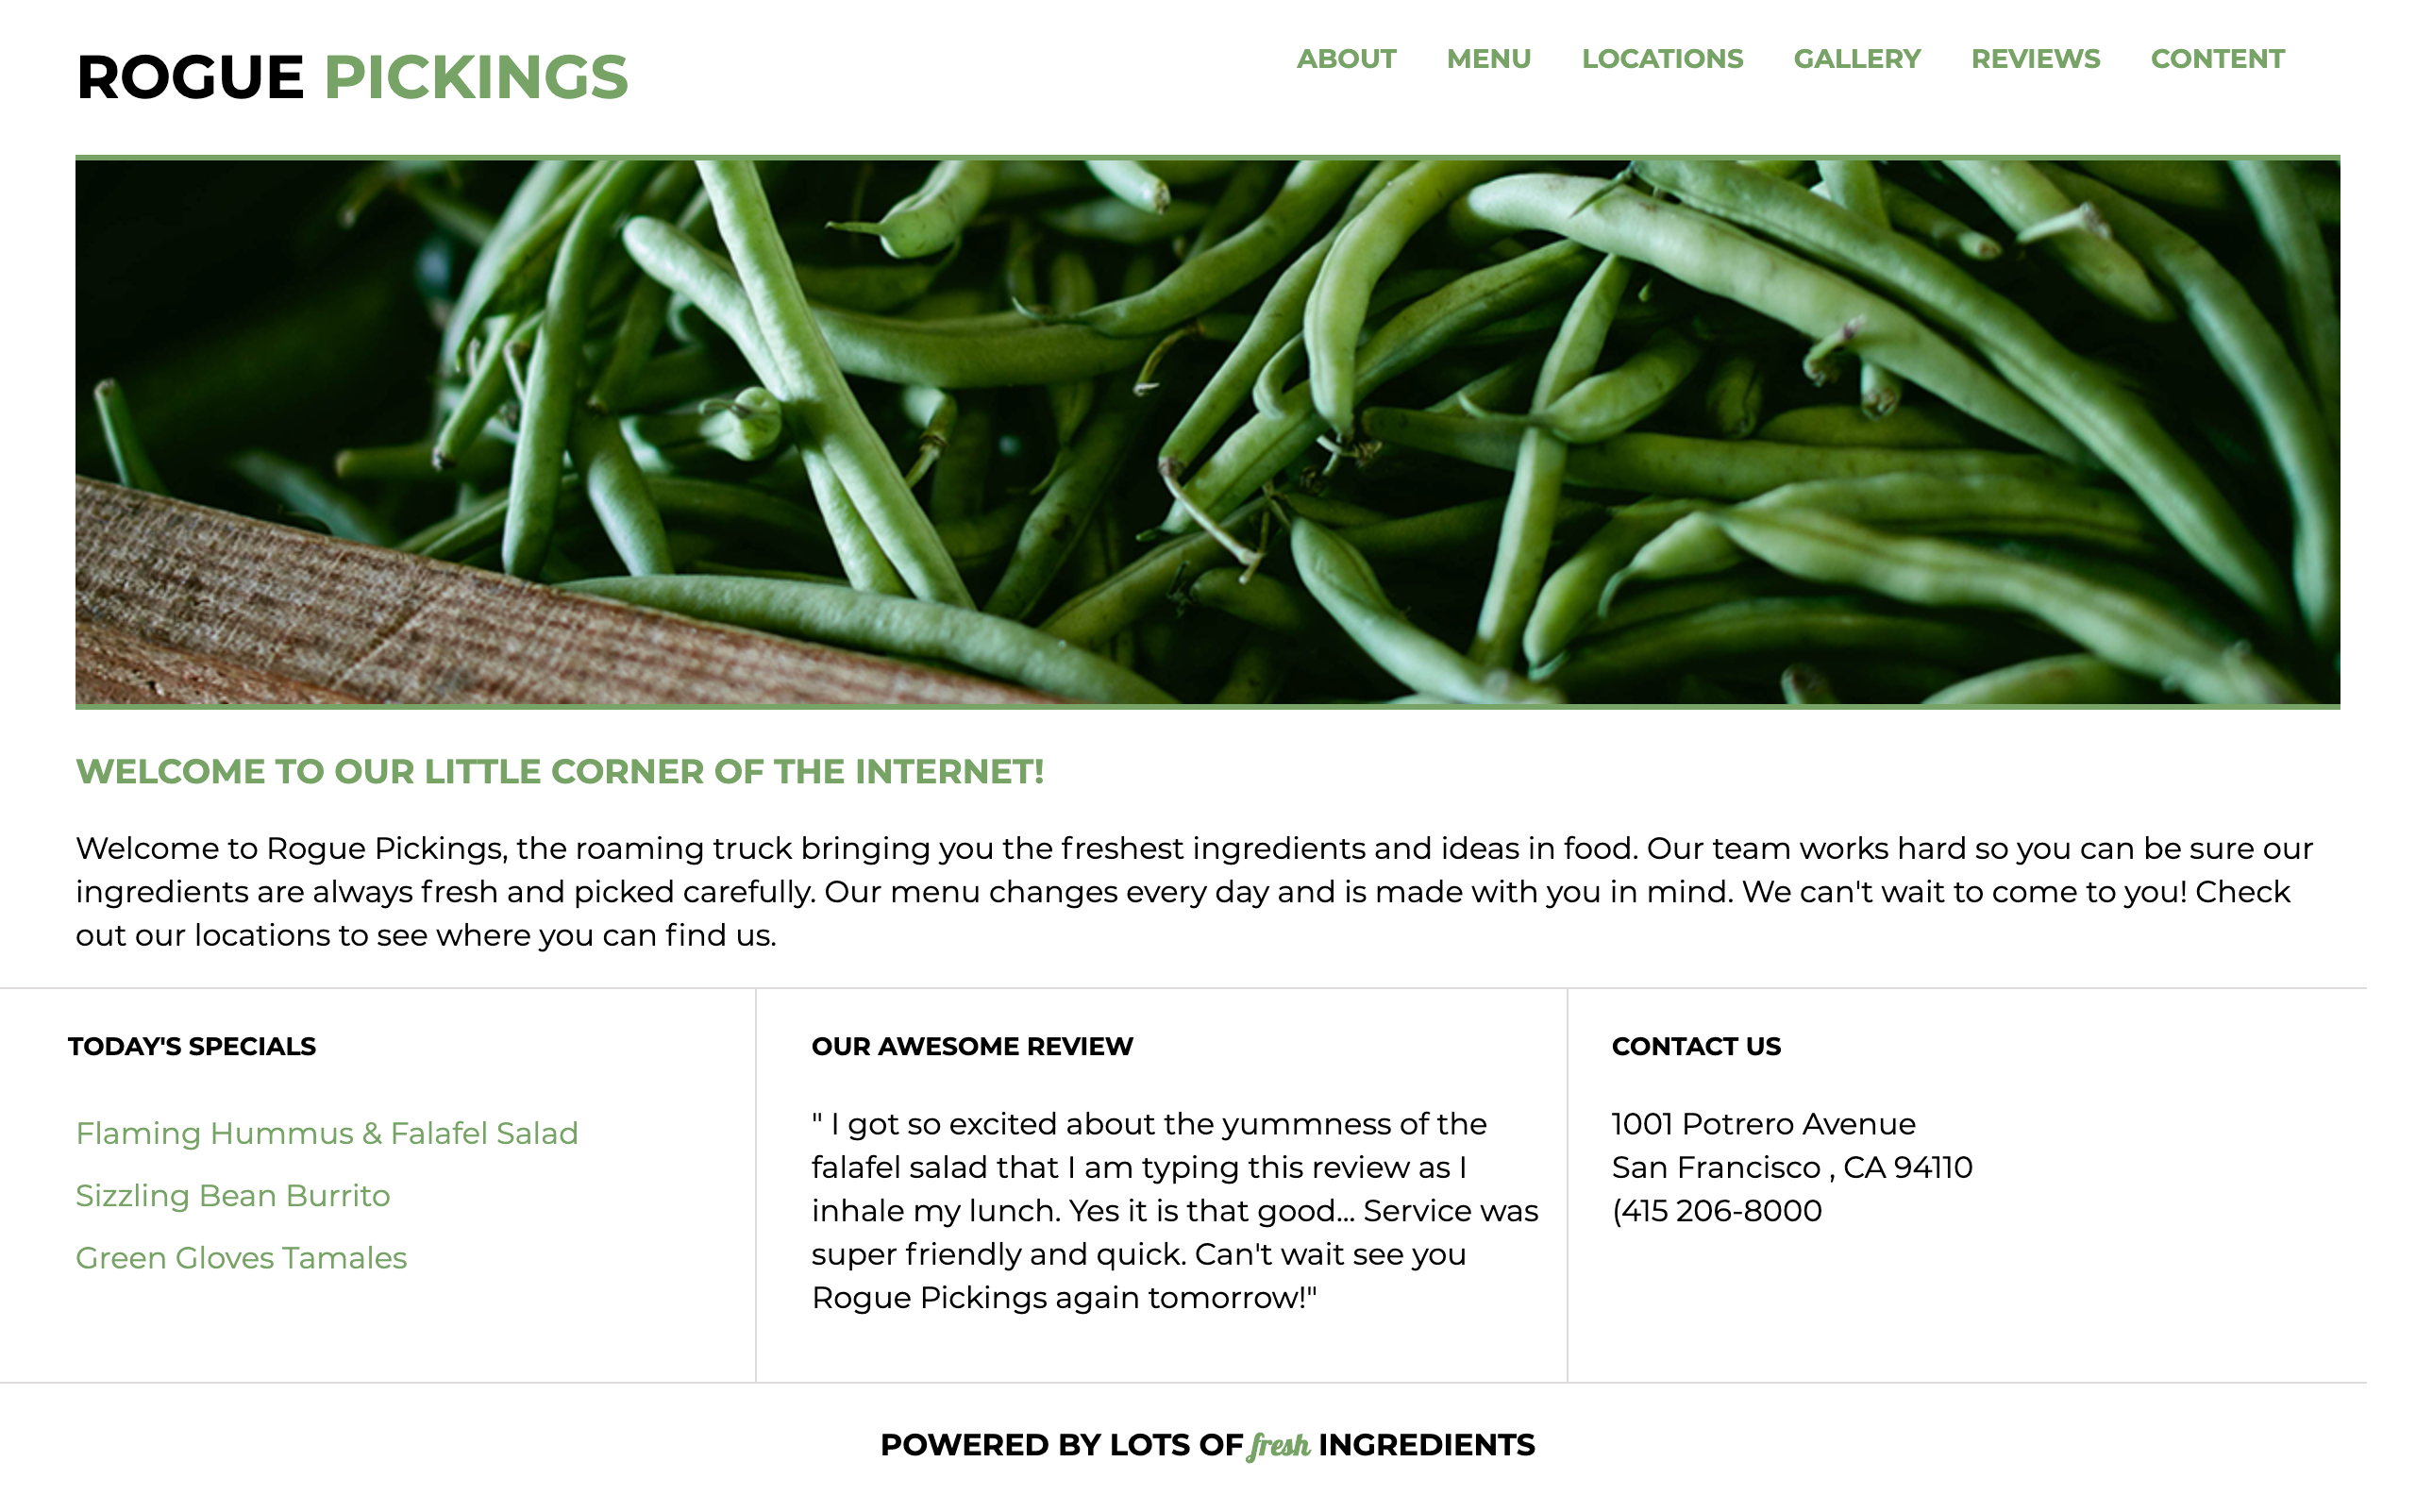 ROGUE PICKINGS
ABOUT MENU LOCATIONS GALLERY REVIEWS CONTENT
WELCOME TO OUR LITTLE CORNER OF THE INTERNET!
Welcome to Rogue Pickings, the roaming truck bringing you the freshest ingredients and ideas in food. Our team works hard so you can be sure our
ingredients are always fresh and picked carefully. Our menu changes every day and is made with you in mind. We can't wait to come to you! Check
out our locations to see where you can find us.
TODAY'S SPECIALS
Flaming Hummus & Falafel Salad
Sizzling Bean Burrito
Green Gloves Tamales
OUR AWESOME REVIEW
" I got so excited about the yummness of the
falafel salad that I am typing this review as I
inhale my lunch. Yes it is that good... Service was
super friendly and quick. Can't wait see you
Rogue Pickings again tomorrow!"
CONTACT US
1001 Potrero Avenue
San Francisco , CA 94110
(415 206-8000
POWERED BY LOTS OF fresh INGREDIENTS